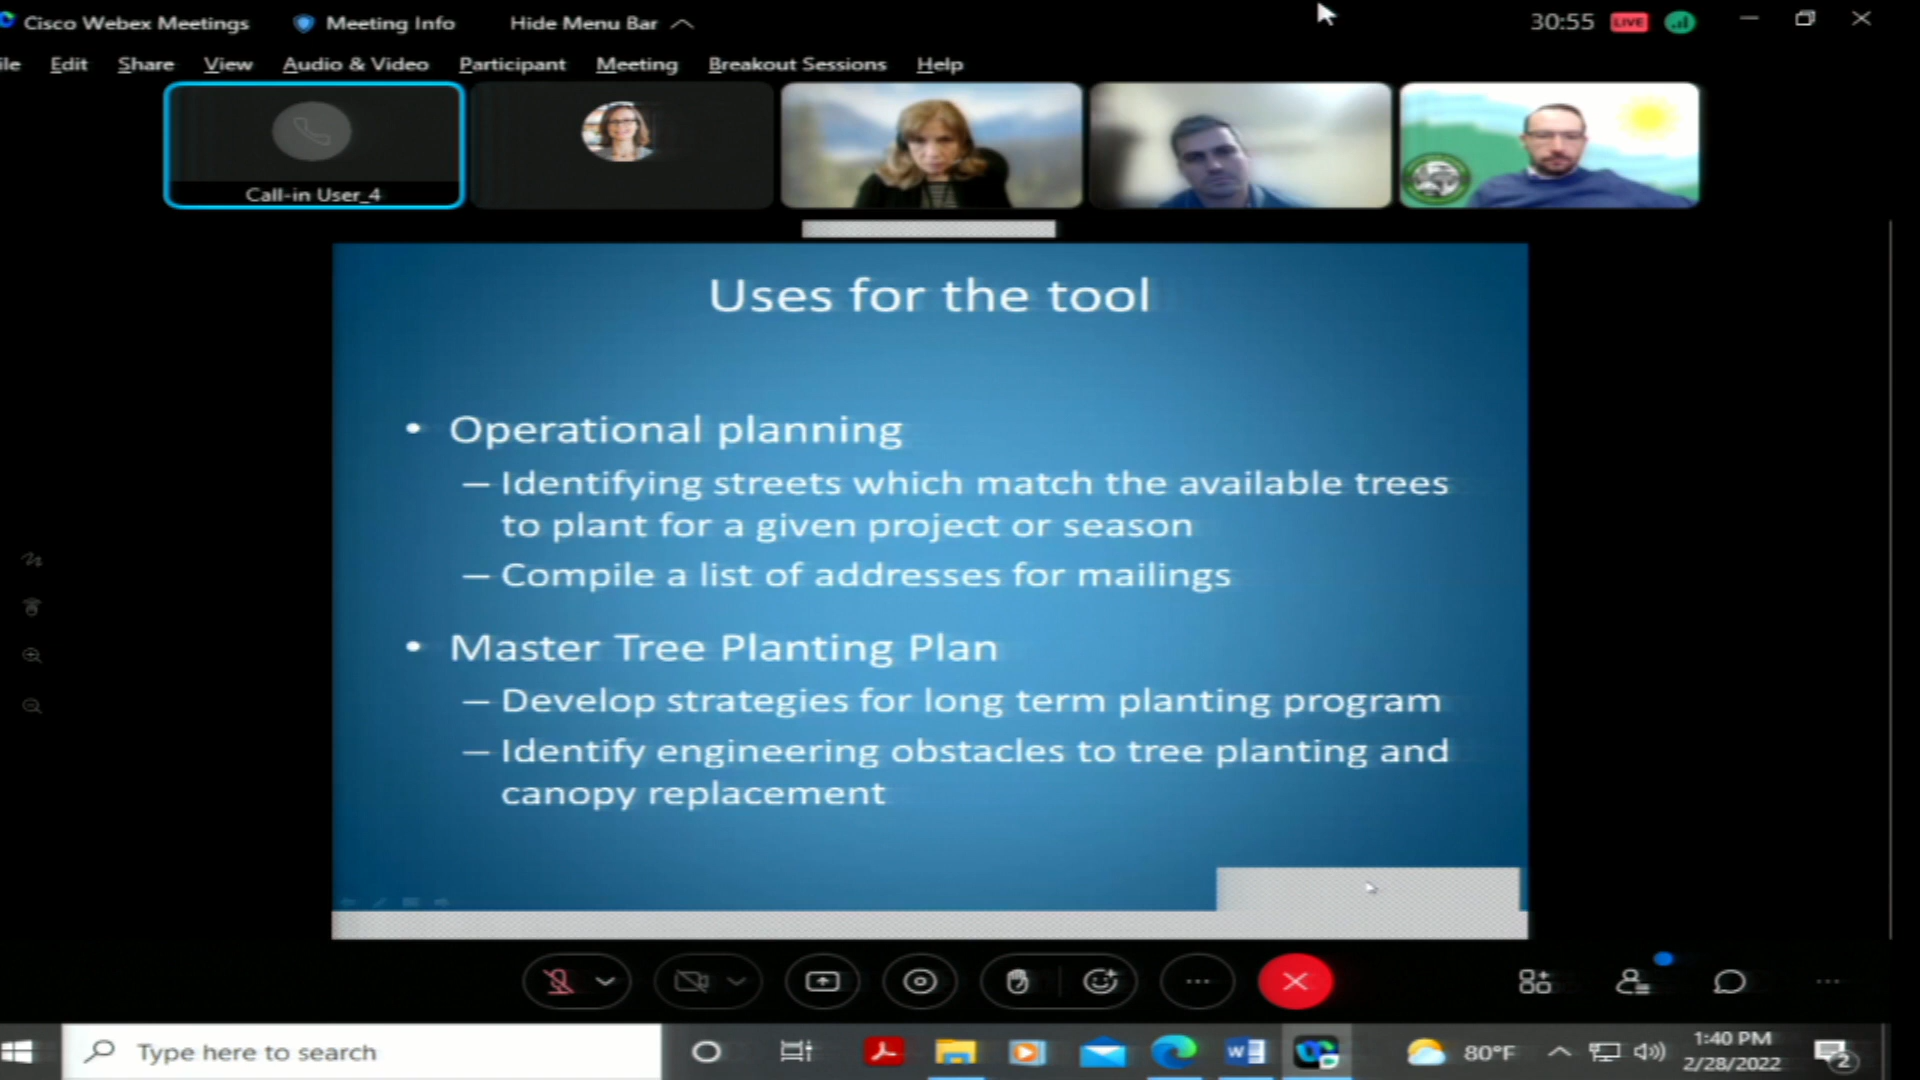 Cisco Webex Meetings
Meeting Info
Hide Menu Bar
30:55
LIVE
ile
Edit
Share
View
Audio & Video
Participant
Meeting
Breakout Sessions
Help
Call-in User_4
Uses for the tool
• Operational planning
– Identifying streets which match the available trees
to plant for a given project or season
– Compile a list of addresses for mailings
• Master Tree Planting Plan
– Develop strategies for long term planting program
– Identify engineering obstacles to tree planting and
canopy replacement
Type here to search
80°F
1:40 PM
2/28/2022
2